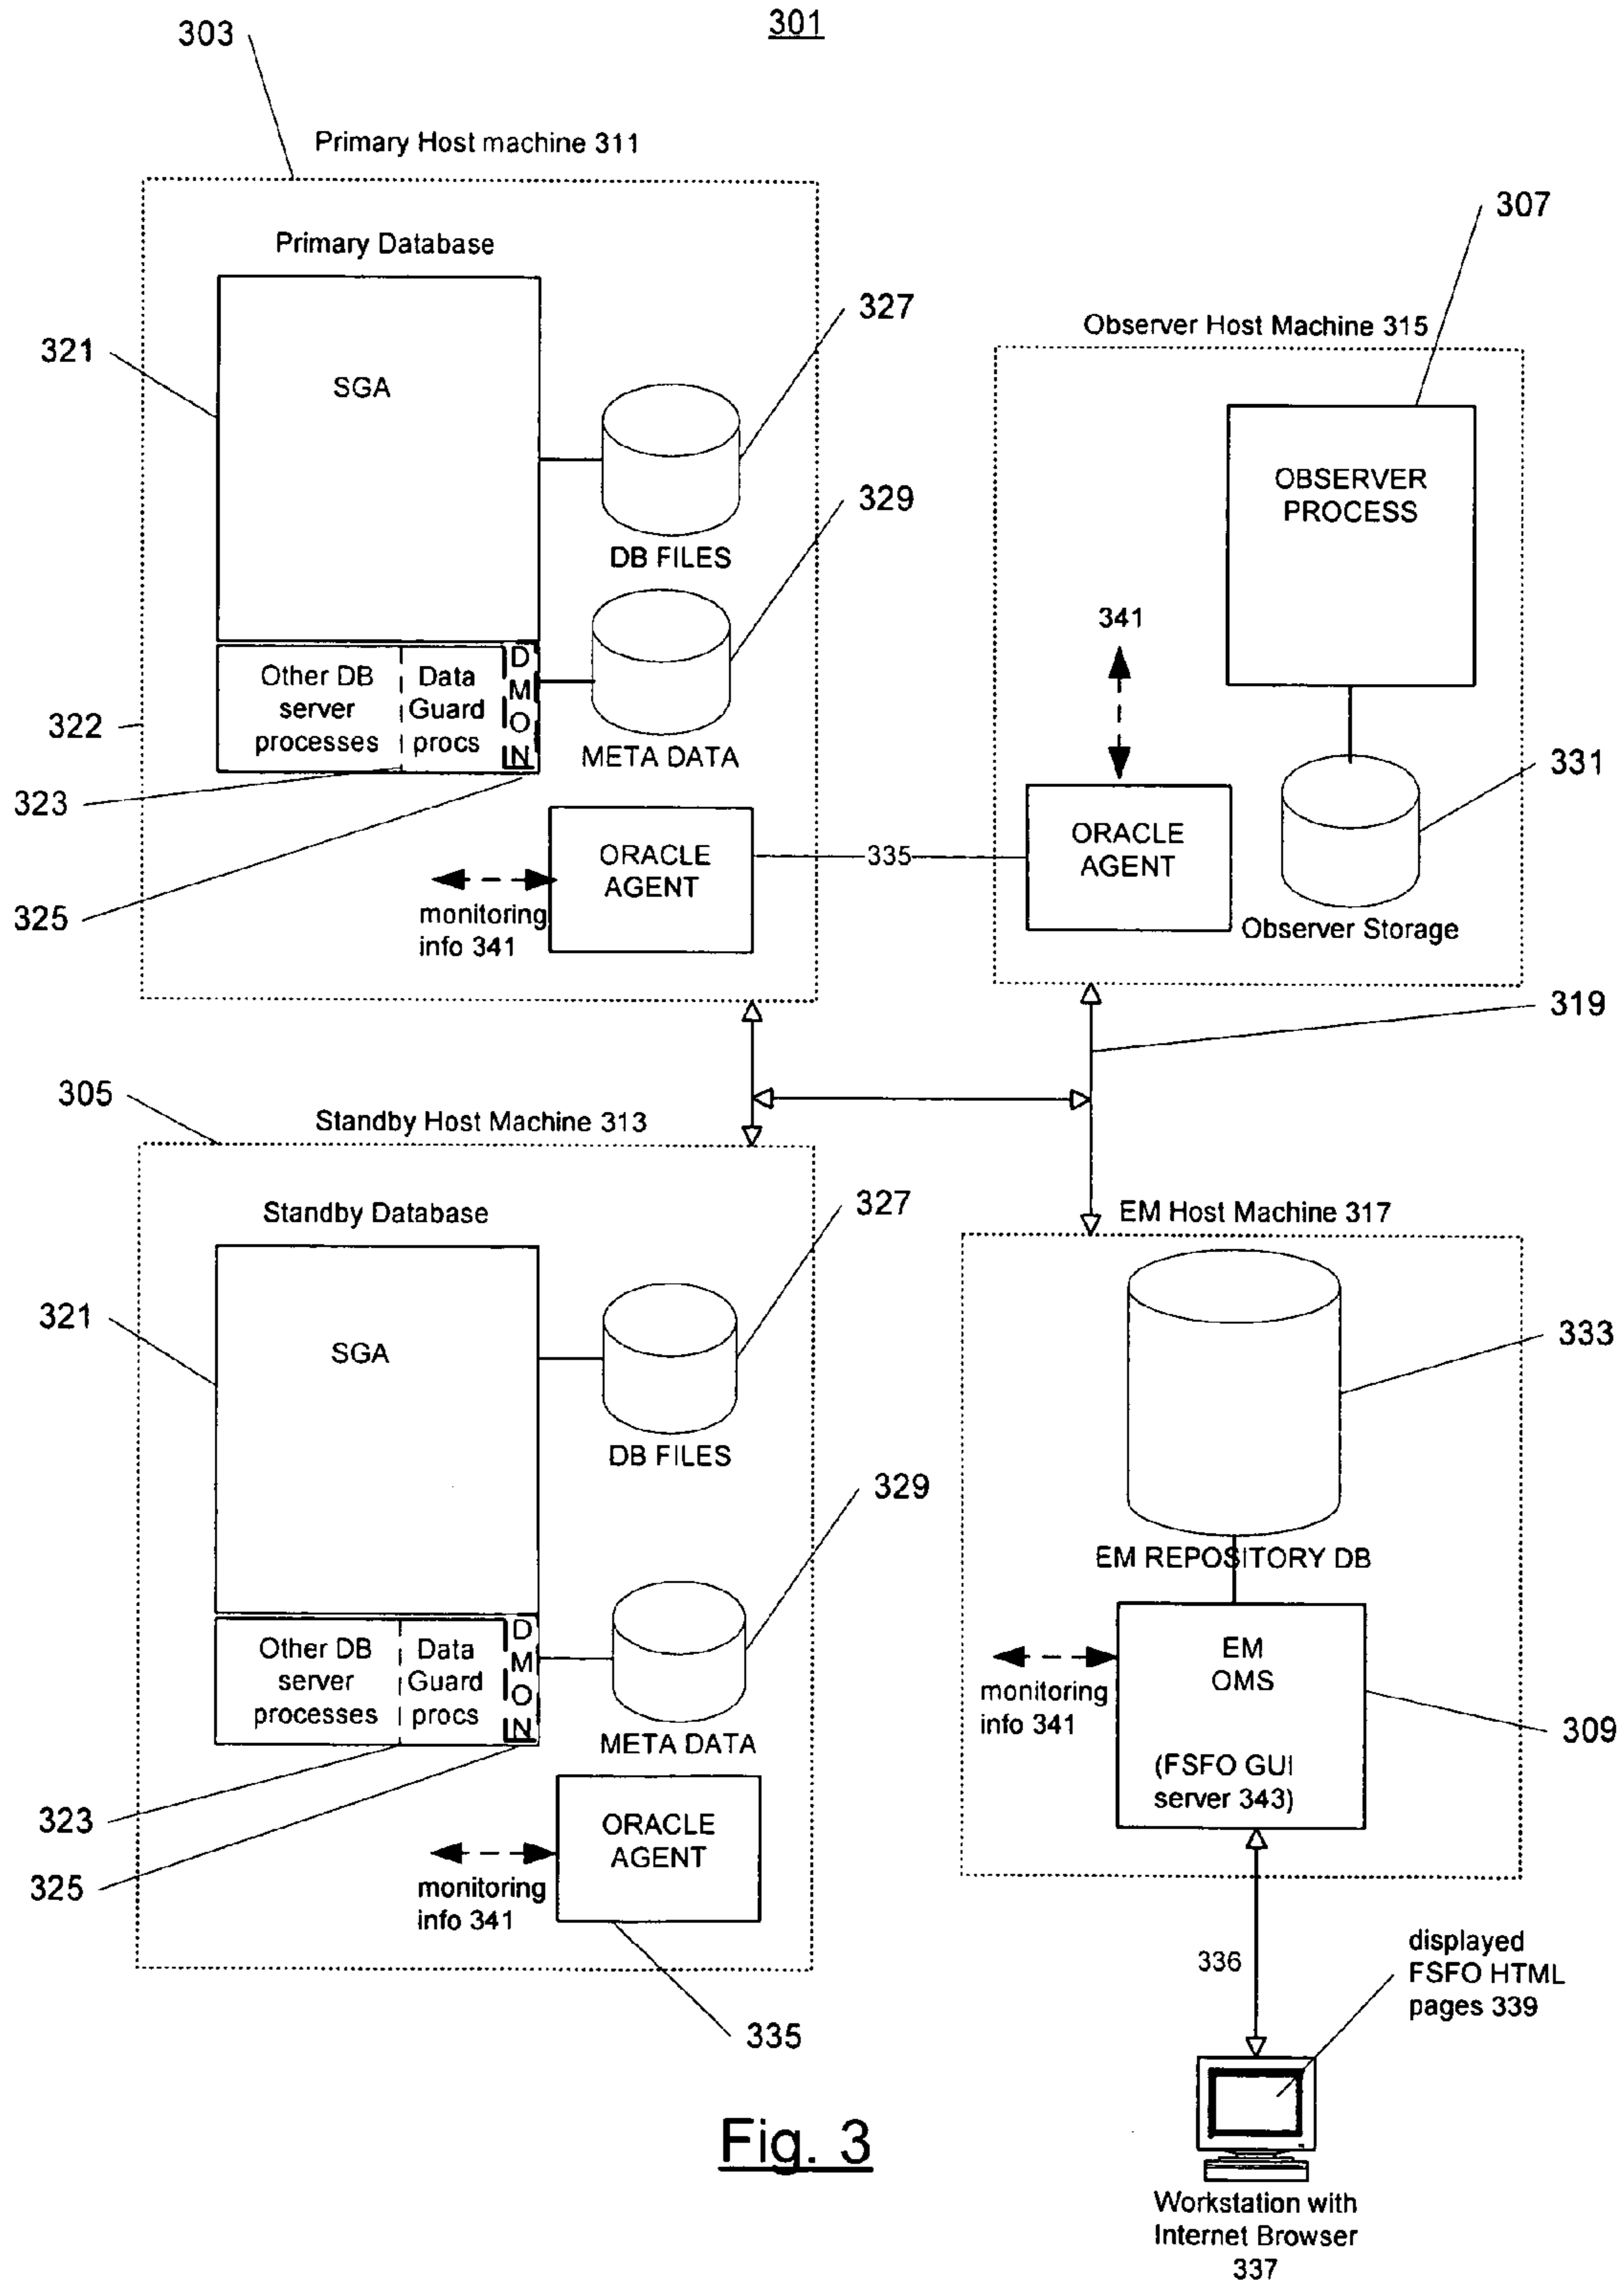 301
303
Primary Host machine 311
Primary Database
321
SGA
327
DB FILES
329
META DATA
Other DB
server
processes
Data
Guard
procs
DMON
322
323
325
ORACLE
AGENT
monitoring
info 341
335
307
Observer Host Machine 315
OBSERVER
PROCESS
341
331
ORACLE
AGENT
Observer Storage
319
305
Standby Host Machine 313
Standby Database
321
SGA
327
DB FILES
329
META DATA
Other DB
server
processes
Data
Guard
procs
DMON
323
325
ORACLE
AGENT
monitoring
info 341
335
EM Host Machine 317
333
EM REPOSITORY DB
EM
OMS
(FSFO GUI
server 343)
monitoring
info 341
309
336
displayed
FSFO HTML
pages 339
Workstation with
Internet Browser
337
Fig. 3